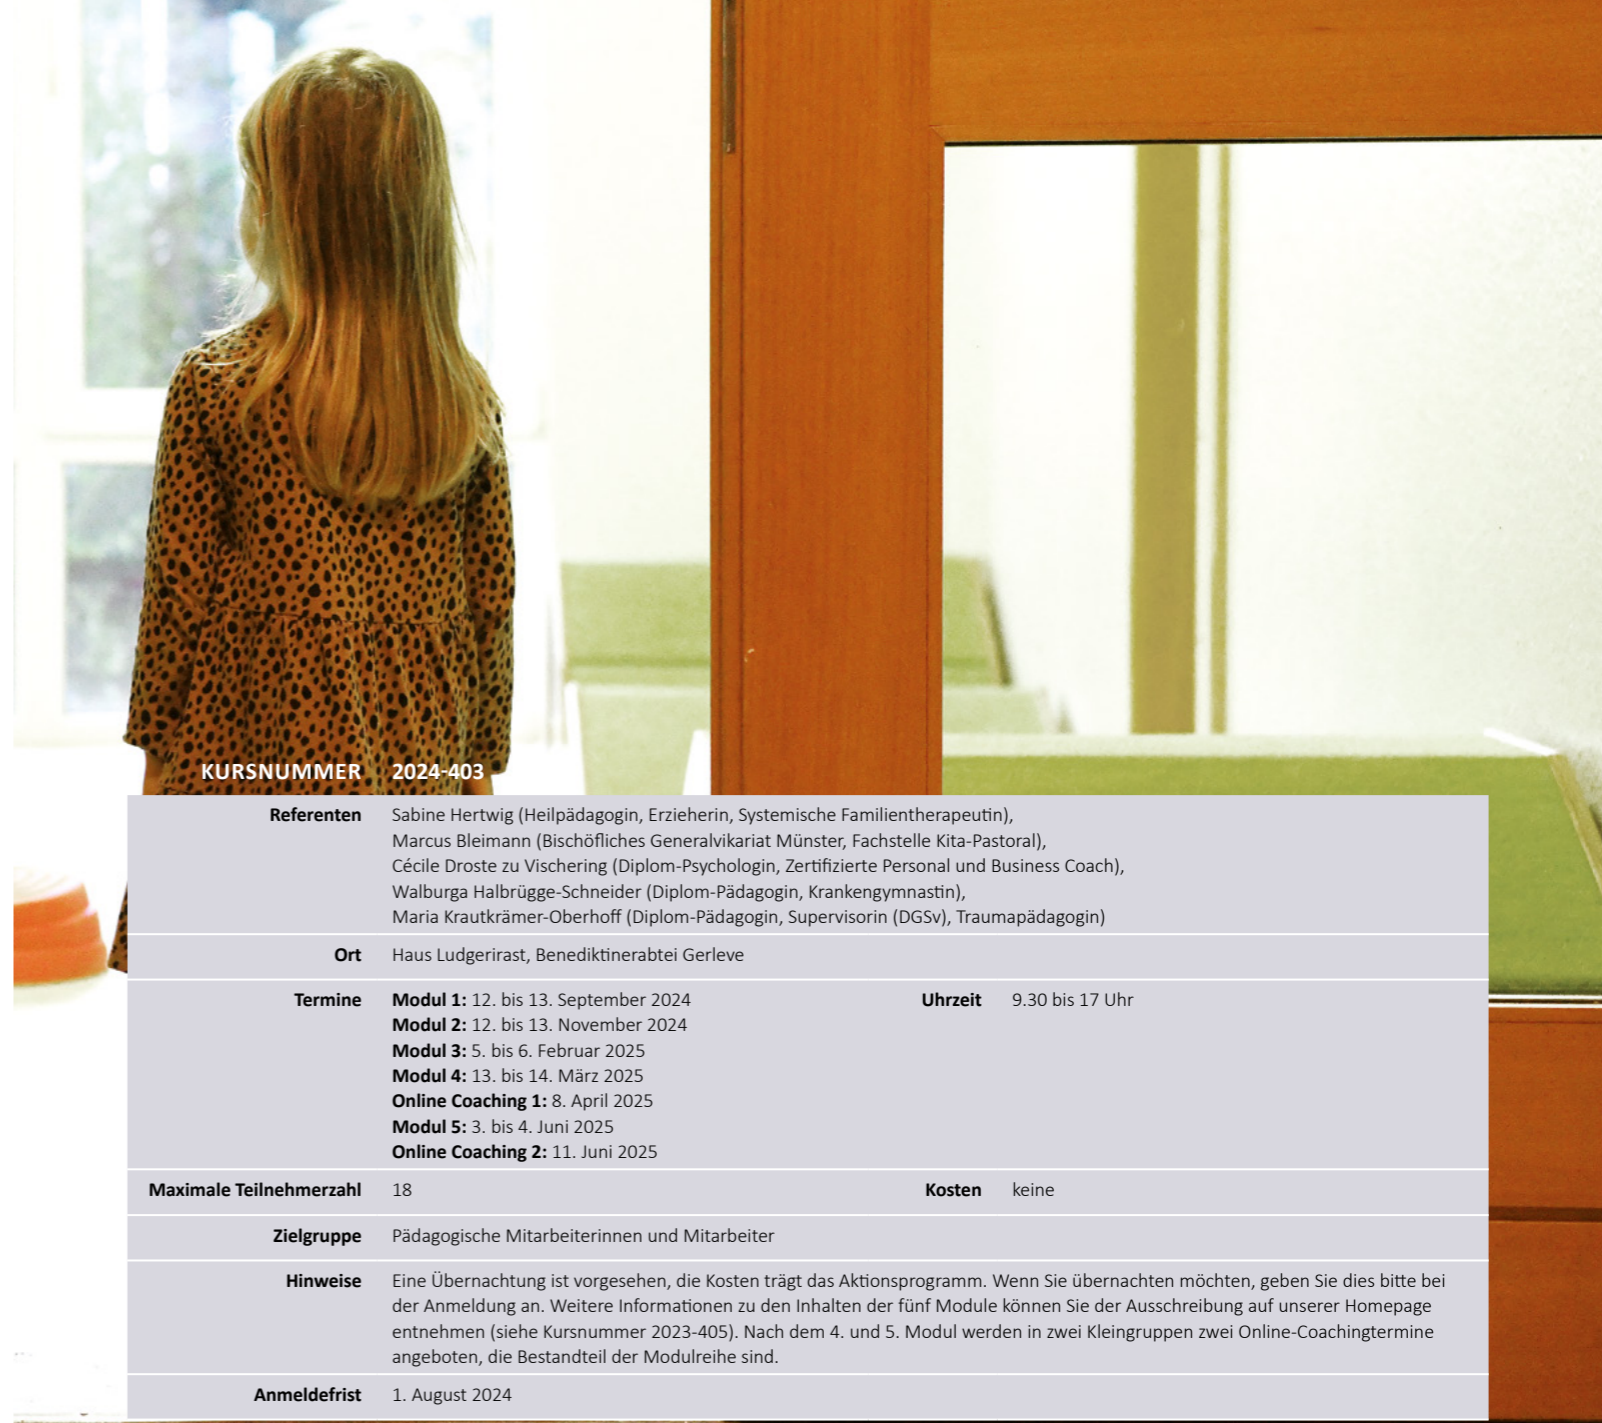 KURSNUMMER 2024-403
Referenten Sabine Hertwig (Heilpädagogin, Erzieherin, Systemische Familientherapeutin),
Marcus Bleimann (Bischöfliches Generalvikariat Münster, Fachstelle Kita-Pastoral),
Cécile Droste zu Vischering (Diplom-Psychologin, Zertifizierte Personal und Business Coach),
Walburga Halbrügge-Schneider (Diplom-Pädagogin, Krankengymnastin),
Maria Krautkrämer-Oberhoff (Diplom-Pädagogin, Supervisorin (DGSv), Traumapädagogin)
Ort Haus Ludgerirast, Benediktinerabtei Gerleve
Termine Modul 1: 12. bis 13. September 2024 Uhrzeit 9.30 bis 17 Uhr
Modul 2: 12. bis 13. November 2024
Modul 3: 5. bis 6. Februar 2025
Modul 4: 13. bis 14. März 2025
Online Coaching 1: 8. April 2025
Modul 5: 3. bis 4. Juni 2025
Online Coaching 2: 11. Juni 2025
Maximale Teilnehmerzahl 18 Kosten keine
Zielgruppe Pädagogische Mitarbeiterinnen und Mitarbeiter
Hinweise Eine Übernachtung ist vorgesehen, die Kosten trägt das Aktionsprogramm. Wenn Sie übernachten möchten, geben Sie dies bitte bei
der Anmeldung an. Weitere Informationen zu den Inhalten der fünf Module können Sie der Ausschreibung auf unserer Homepage
entnehmen (siehe Kursnummer 2023-405). Nach dem 4. und 5. Modul werden in zwei Kleingruppen zwei Online-Coachingtermine
angeboten, die Bestandteil der Modulreihe sind.
Anmeldefrist 1. August 2024